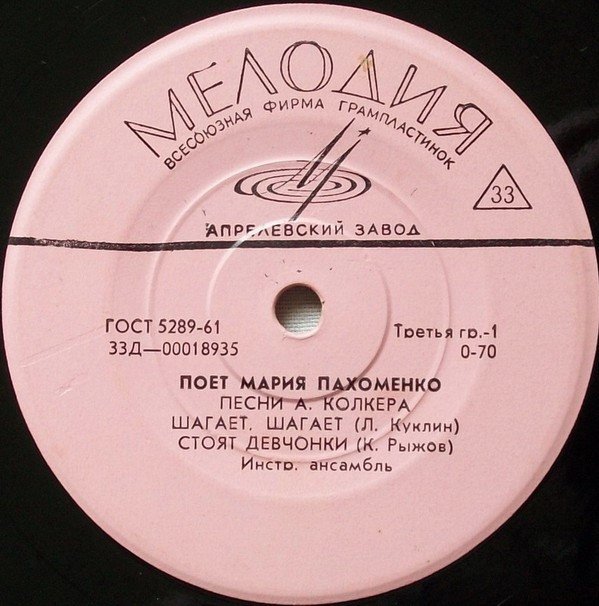 МЕЛОДИЯ
ВСЕСОЮЗНАЯ ФИРМА ГРАМПЛАСТИНОК
33
АПРЕЛЕВСКИЙ ЗАВОД
ГОСТ 5289-61
Третья гр.-1
33Д—00018935
0-70
ПОЕТ МАРИЯ ПАХОМЕНКО
ПЕСНИ А. КОЛКЕРА
ШАГАЕТ, ШАГАЕТ (Л. Куклин)
СТОЯТ ДЕВЧОНКИ (К. Рыжов)
Инстр. ансамбль